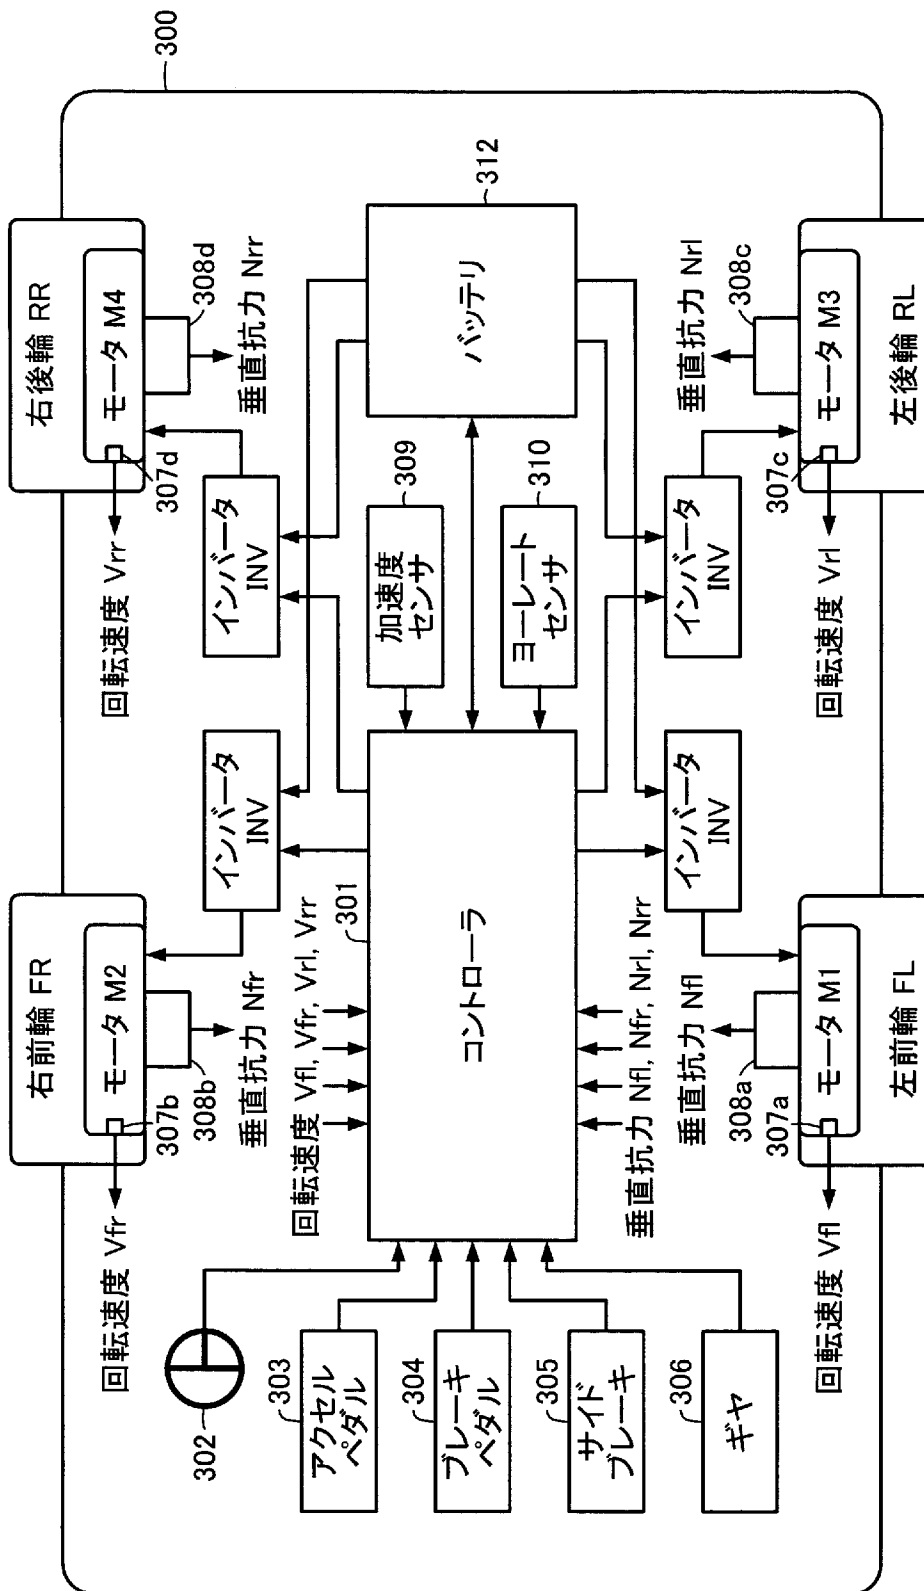 300
右前輪 FR
モータ M2
307b
308b
回転速度 Vfr
垂直抗力 Nfr
右後輪 RR
モータ M4
307d
308d
回転速度 Vrr
垂直抗力 Nrr
インバータ
INV
インバータ
INV
302
303
アクセル
ペダル
304
ブレーキ
ペダル
305
サイド
ブレーキ
306
ギヤ
回転速度 Vfl, Vfr, Vrl, Vrr
301
コントローラ
垂直抗力 Nfl, Nfr, Nrl, Nrr
309
加速度
センサ
310
ヨーレート
センサ
312
バッテリ
インバータ
INV
インバータ
INV
垂直抗力 Nfl
308a
307a
モータ M1
回転速度 Vfl
左前輪 FL
垂直抗力 Nrl
308c
307c
モータ M3
回転速度 Vrl
左後輪 RL